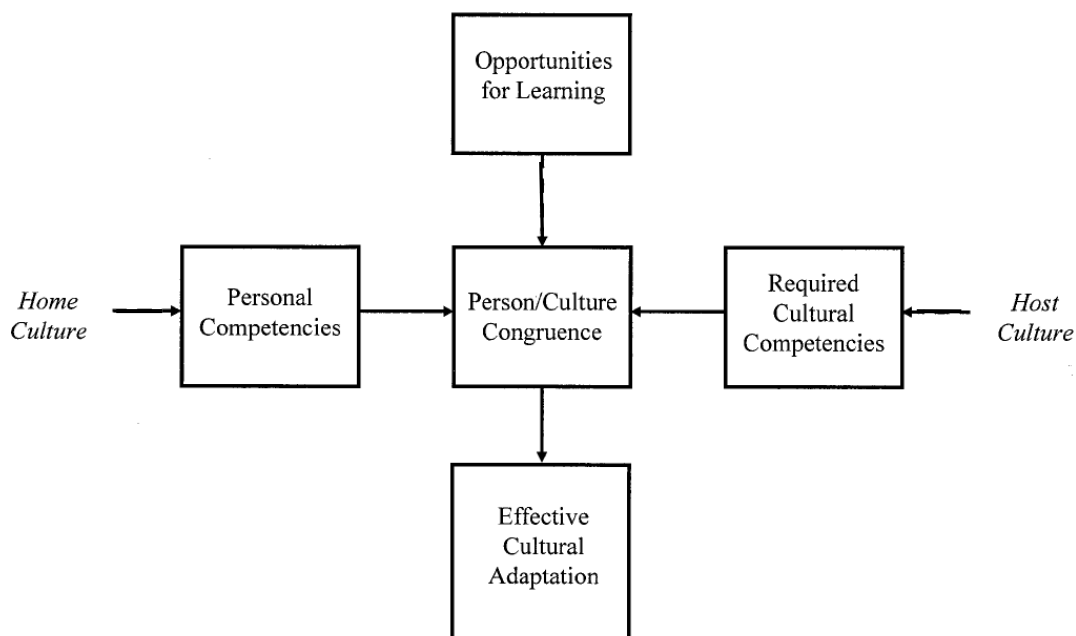 Opportunities
for Learning
Home
Culture
Personal
Competencies
Person/Culture
Congruence
Required
Cultural
Competencies
Host
Culture
Effective
Cultural
Adaptation